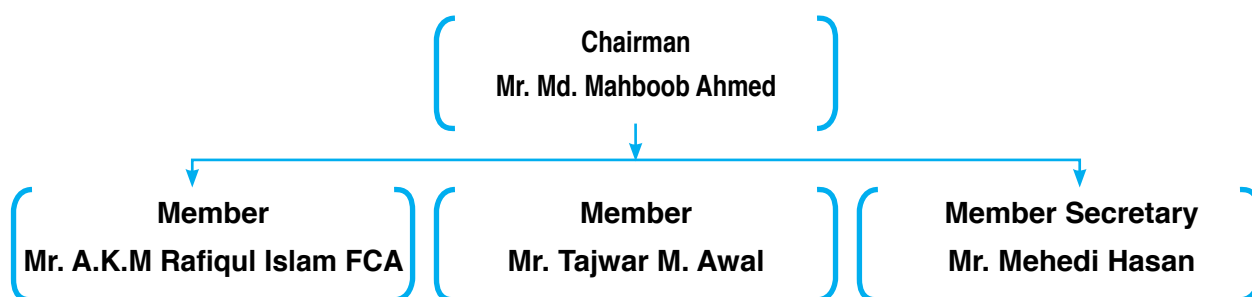 Chairman
Mr. Md. Mahboob Ahmed
Member
Mr. A.K.M Rafiqul Islam FCA
Member
Mr. Tajwar M. Awal
Member Secretary
Mr. Mehedi Hasan